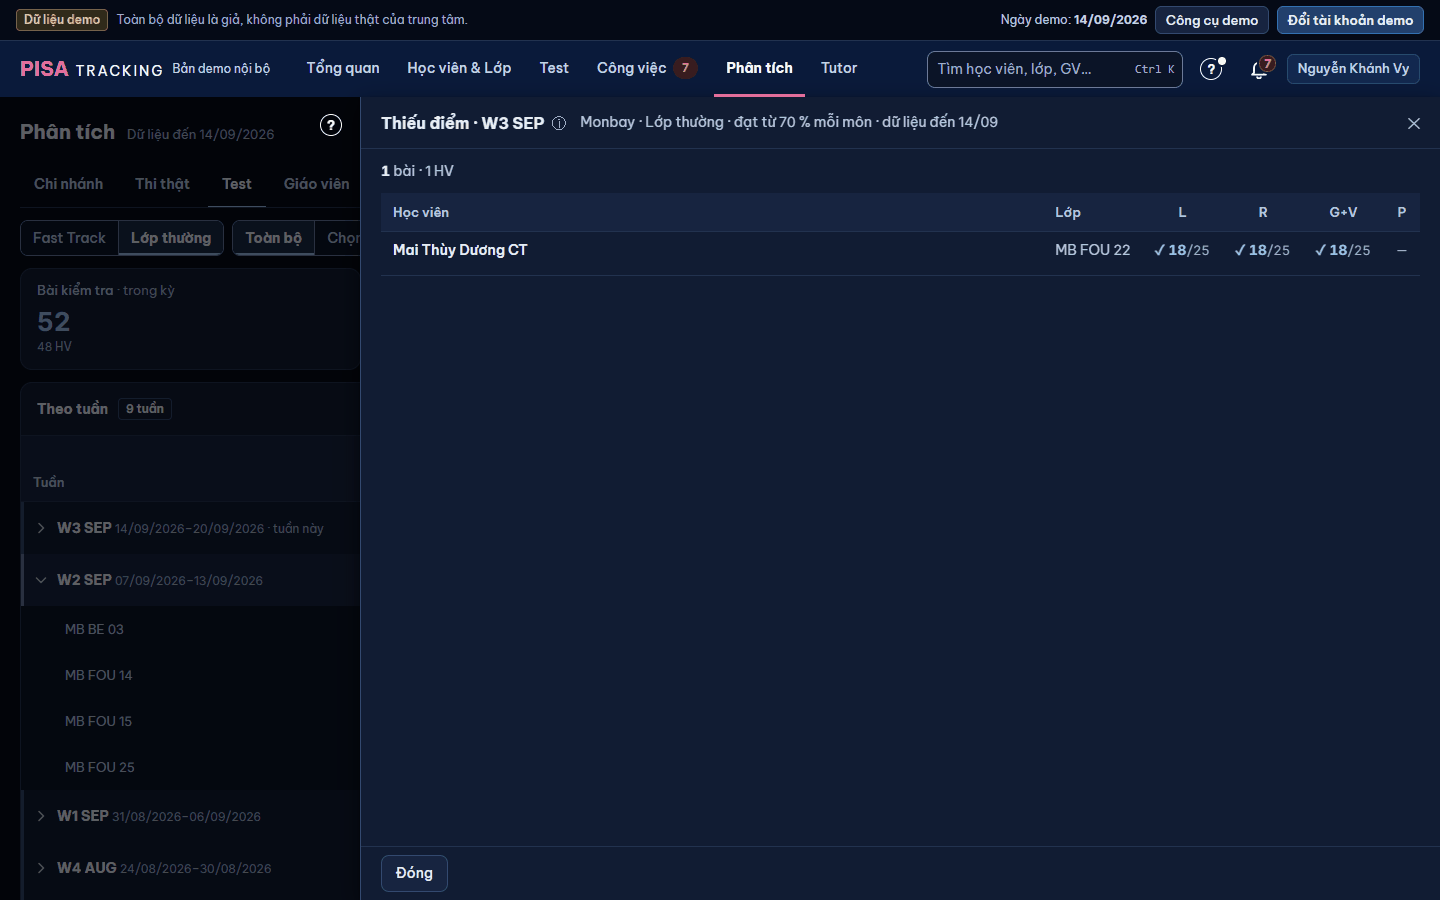 Dữ liệu demo Toàn bộ dữ liệu là giả, không phải dữ liệu thật của trung tâm. Ngày demo: 14/09/2026 Công cụ demo Đổi tài khoản demo
PISA TRACKING Bản demo nội bộ Tổng quan Học viên & Lớp Test Công việc 7 Phân tích Tutor Tìm học viên, lớp, GV... Ctrl K ? 7 Nguyễn Khánh Vy
Phân tích Dữ liệu đến 14/09/2026 ?
Chi nhánh Thi thật Test Giáo viên
Fast Track Lớp thường Toàn bộ Chọn
Bài kiểm tra · trong kỳ
52
48 HV
Theo tuần 9 tuần
Tuần
W3 SEP 14/09/2026–20/09/2026 · tuần này
W2 SEP 07/09/2026–13/09/2026
MB BE 03
MB FOU 14
MB FOU 15
MB FOU 25
W1 SEP 31/08/2026–06/09/2026
W4 AUG 24/08/2026–30/08/2026
Thiếu điểm · W3 SEP ⓘ Monbay · Lớp thường · đạt từ 70 % mỗi môn · dữ liệu đến 14/09
1 bài · 1 HV
Học viên Lớp L R G+V P
Mai Thùy Dương CT MB FOU 22 ✓ 18/25 ✓ 18/25 ✓ 18/25 –
Đóng